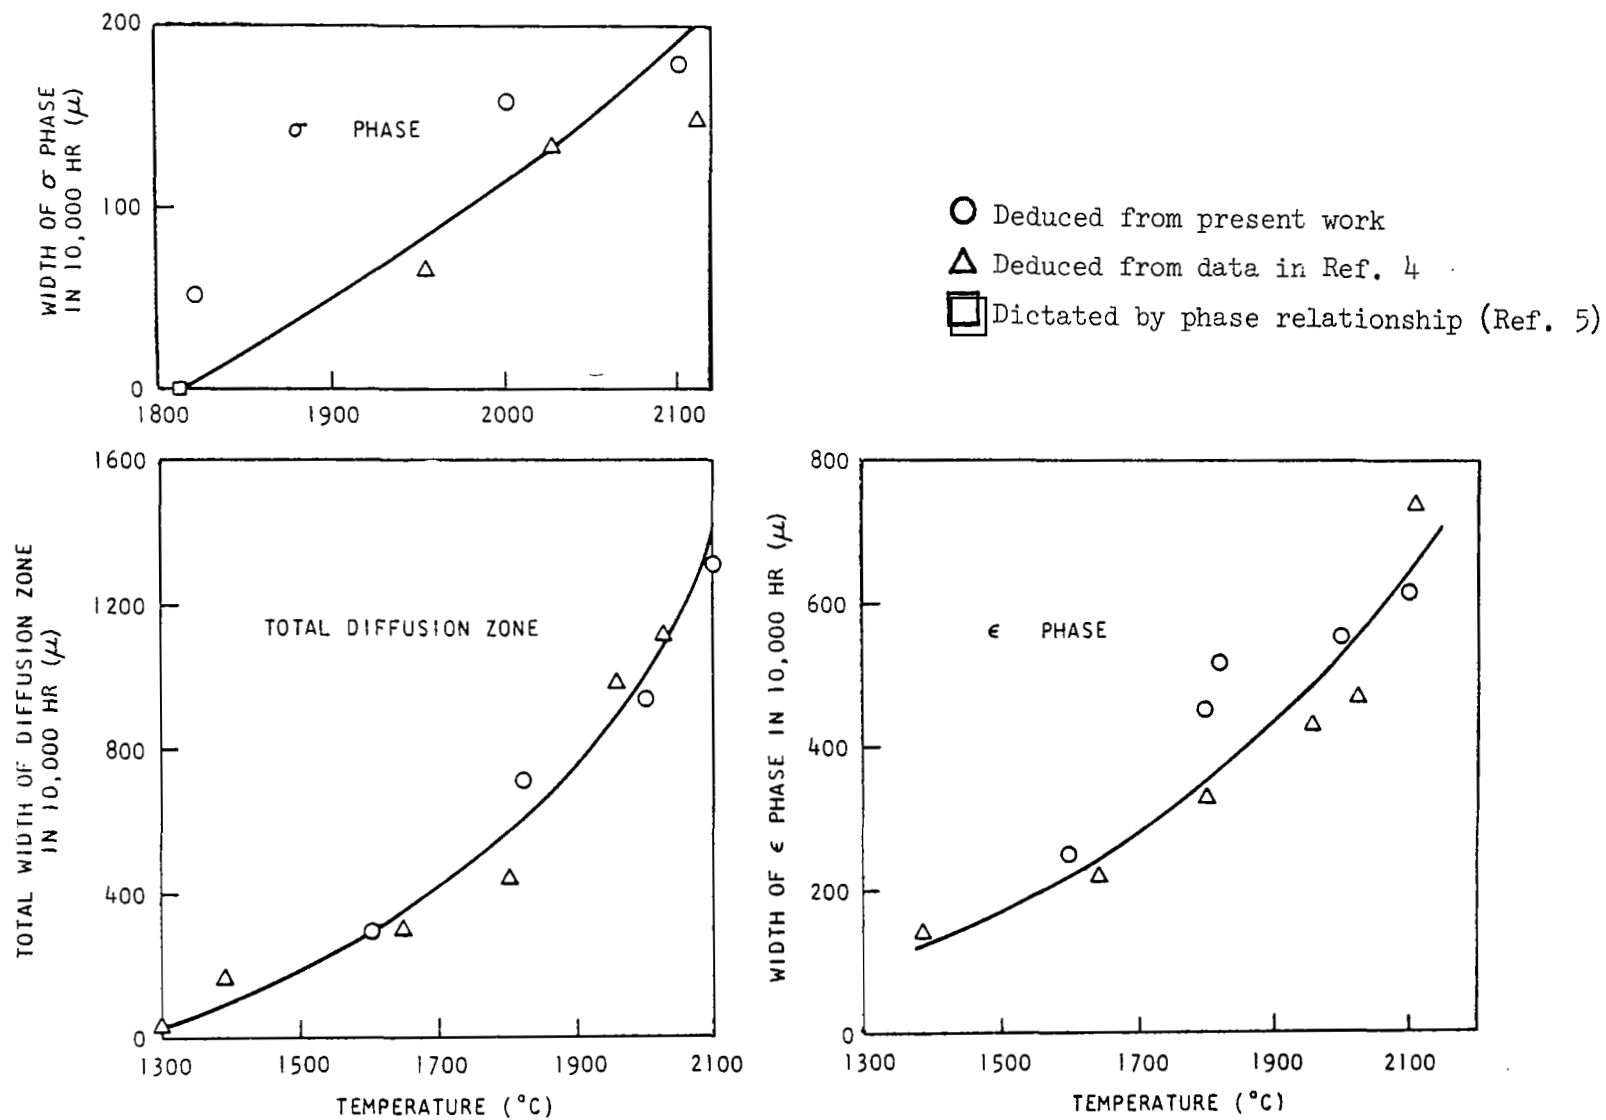 WIDTH OF σ PHASE
IN 10,000 HR (μ)
200
100
0
σ PHASE
1800 1900 2000 2100
Deduced from present work
Deduced from data in Ref. 4
Dictated by phase relationship (Ref. 5)
TOTAL WIDTH OF DIFFUSION ZONE
IN 10,000 HR (μ)
1600
1200
800
400
0
TOTAL DIFFUSION ZONE
1300 1500 1700 1900 2100
TEMPERATURE (°C)
WIDTH OF ϵ PHASE IN 10,000 HR (μ)
800
600
400
200
0
ϵ PHASE
1300 1500 1700 1900 2100
TEMPERATURE (°C)